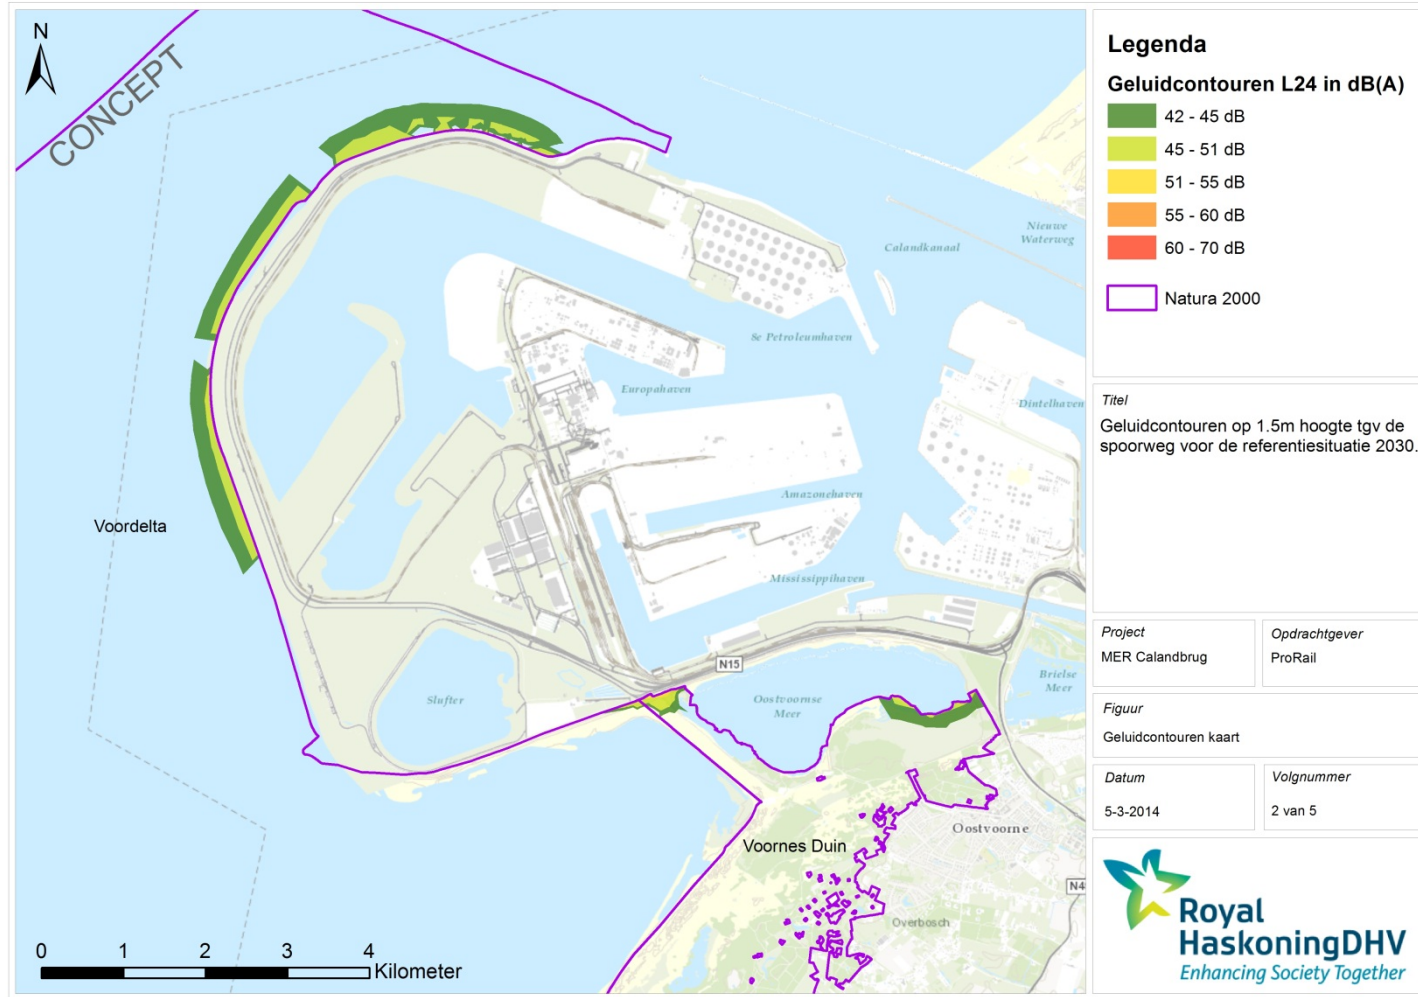 N
CONCEPT
Nieuwe
Waterweg
Calandkanaal
8e Petroleumhaven
Europahaven
Dintelhaven
Amazonehaven
Voordelta
Mississippihaven
N15
Brielse
Meer
Slufter
Oostvoornse
Meer
Oostvoorne
Voornes Duin
Overbosch
0 1 2 3 4
Kilometer
Legenda
Geluidcontouren L24 in dB(A)
42 - 45 dB
45 - 51 dB
51 - 55 dB
55 - 60 dB
60 - 70 dB
Natura 2000
Titel
Geluidcontouren op 1.5m hoogte tgv de
spoorweg voor de referentiesituatie 2030.
Project
MER Calandbrug
Opdrachtgever
ProRail
Figuur
Geluidcontouren kaart
Datum
5-3-2014
Volgnummer
2 van 5
Royal
HaskoningDHV
Enhancing Society Together